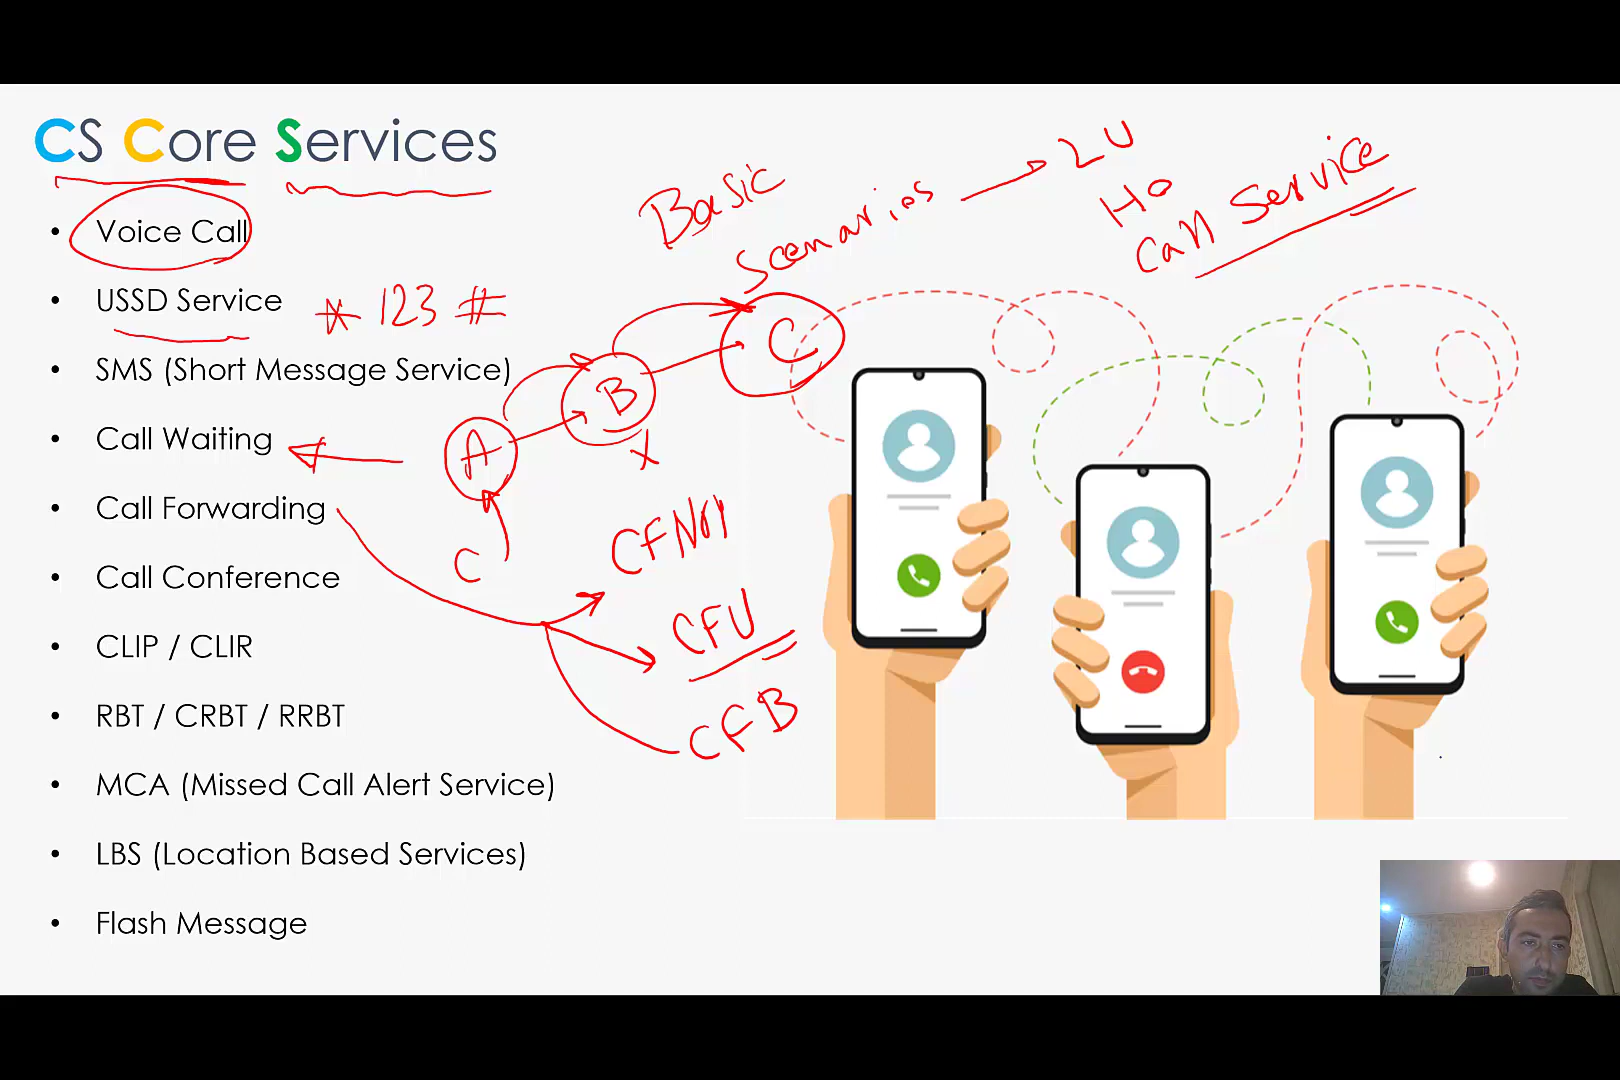 CS Core Services
Basic
Scenarios → LU
HO
Call Service
• Voice Call
• USSD Service * 123 #
• SMS (Short Message Service)
• Call Waiting
• Call Forwarding
• Call Conference
• CLIP / CLIR
• RBT / CRBT / RRBT
• MCA (Missed Call Alert Service)
• LBS (Location Based Services)
• Flash Message
A
B
C
X
C
CFNRy
CFU
CFB